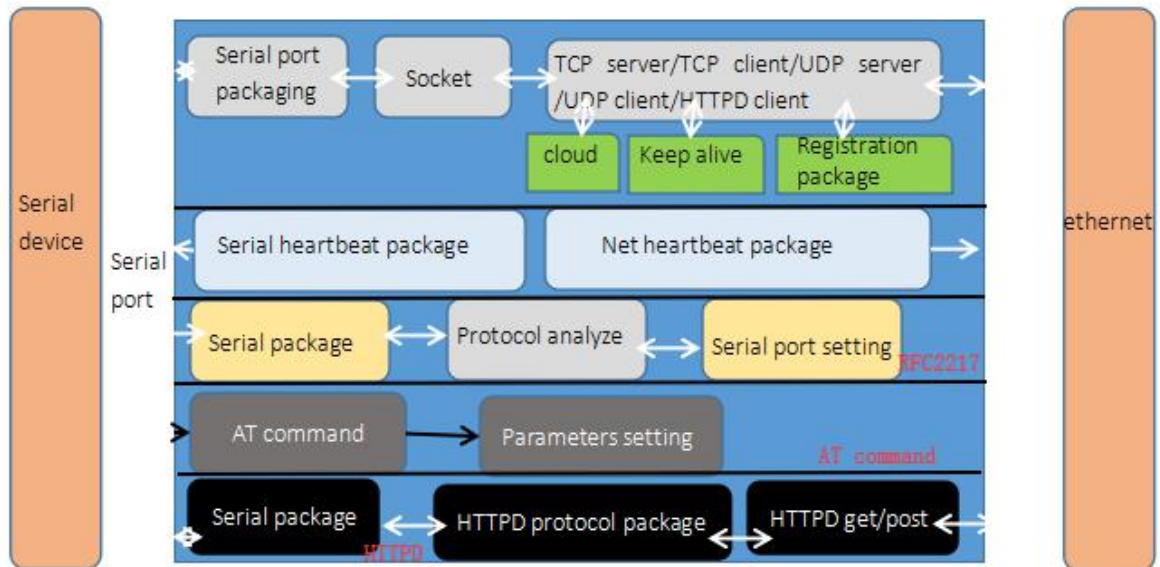 Serial
device
Serial
port
Serial port
packaging
Socket
TCP server/TCP client/UDP server
/UDP client/HTTPD client
cloud
Keep alive
Registration
package
Serial heartbeat package
Net heartbeat package
Serial package
Protocol analyze
Serial port setting
RFC2217
AT command
Parameters setting
AT command
Serial package
HTTPD protocol package
HTTPD get/post
HTTPD
ethernet